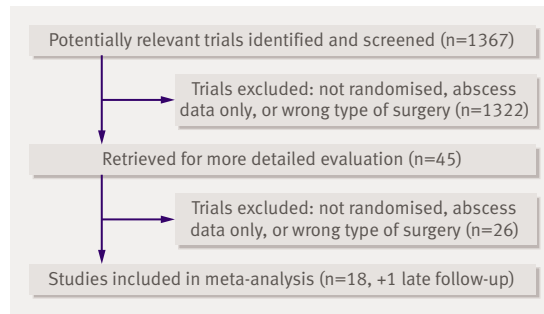 Potentially relevant trials identified and screened (n=1367)
Trials excluded: not randomised, abscess
data only, or wrong type of surgery (n=1322)
Retrieved for more detailed evaluation (n=45)
Trials excluded: not randomised, abscess
data only, or wrong type of surgery (n=26)
Studies included in meta-analysis (n=18, +1 late follow-up)